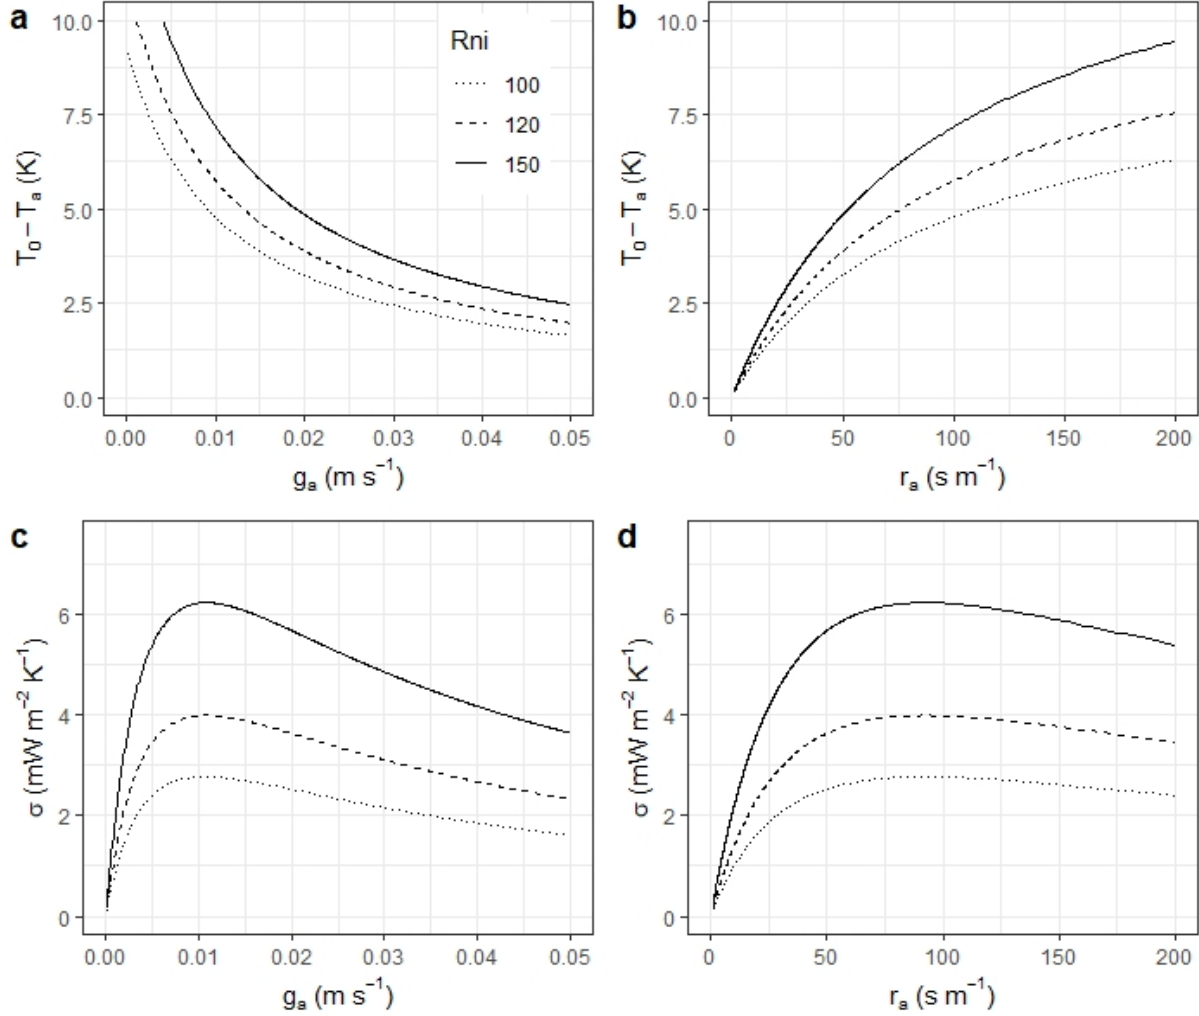 a
10.0
7.5
5.0
2.5
0.0
T₀ − Tₐ (K)
Rni
100
120
150
0.00 0.01 0.02 0.03 0.04 0.05
gₐ (m s⁻¹)
b
10.0
7.5
5.0
2.5
0.0
T₀ − Tₐ (K)
0 50 100 150 200
rₐ (s m⁻¹)
c
6
4
2
0
σ (mW m⁻² K⁻¹)
0.00 0.01 0.02 0.03 0.04 0.05
gₐ (m s⁻¹)
d
6
4
2
0
σ (mW m⁻² K⁻¹)
0 50 100 150 200
rₐ (s m⁻¹)